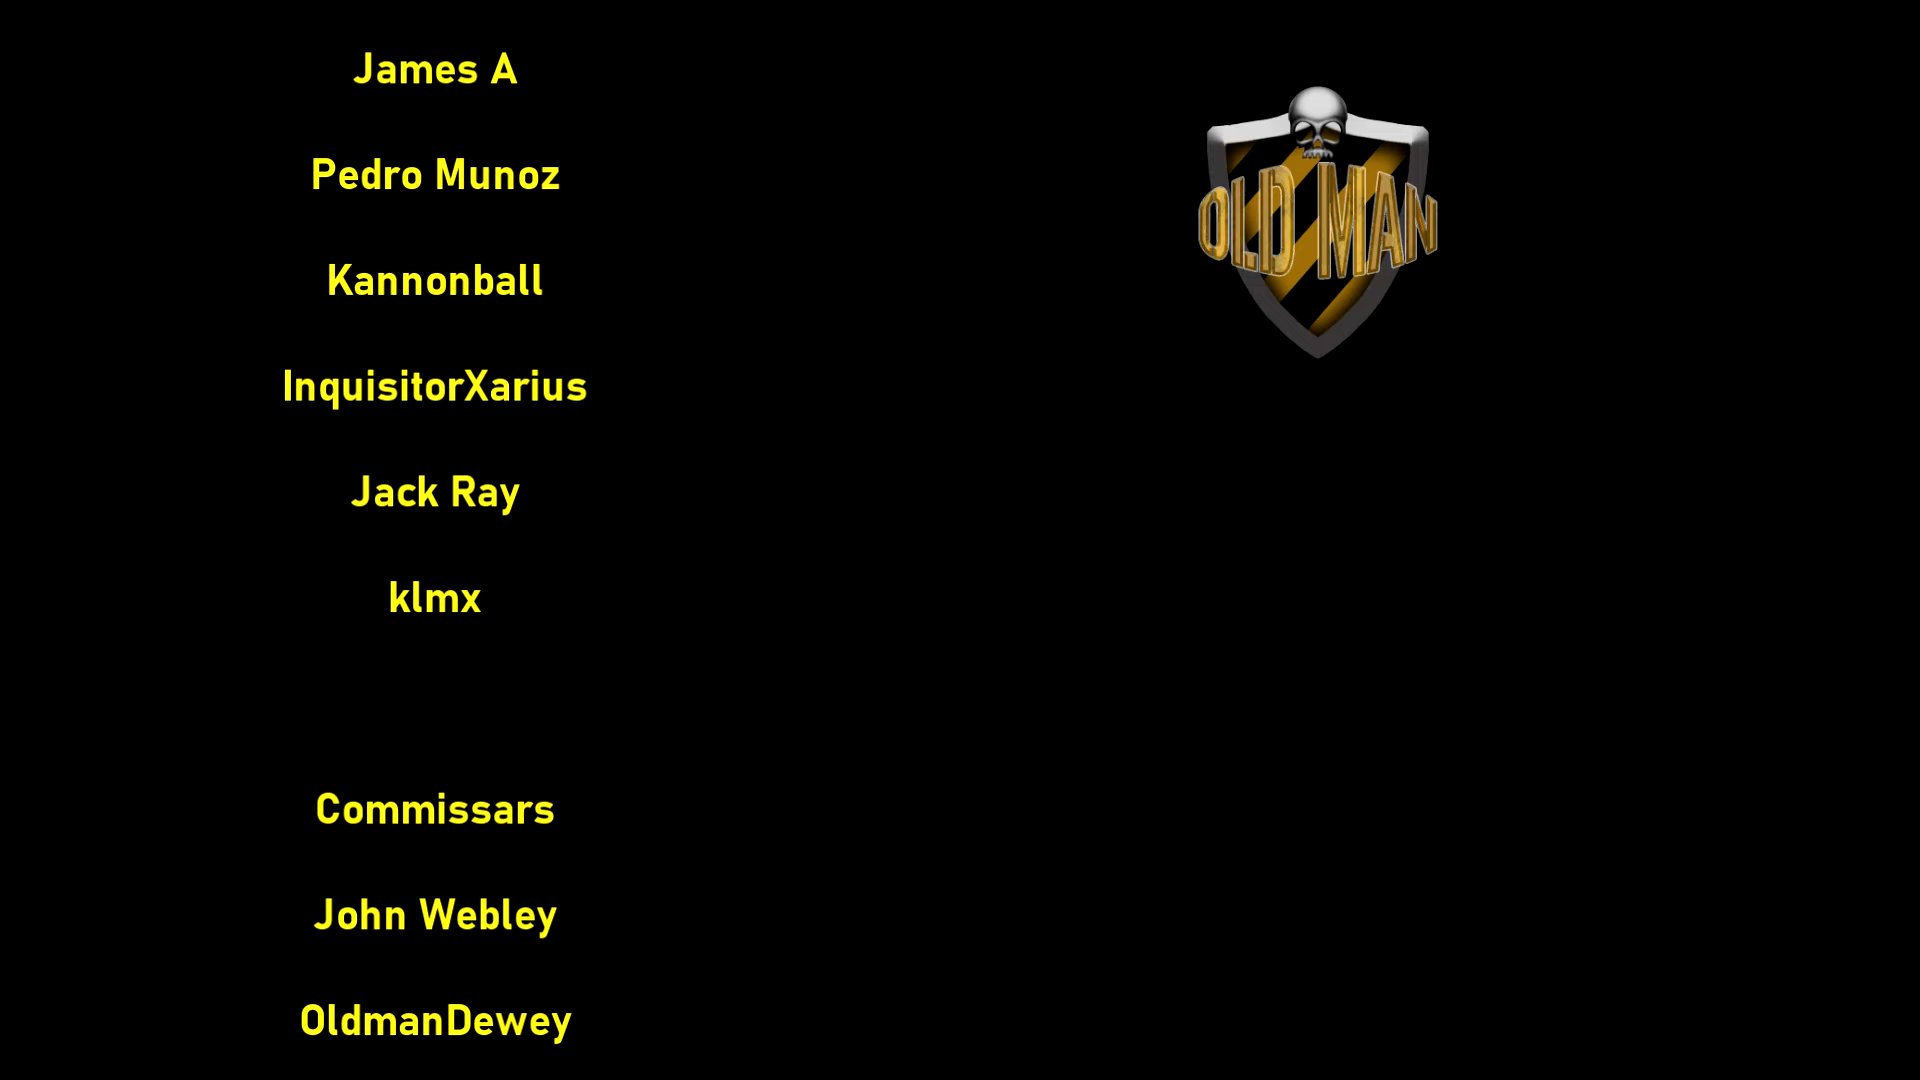 James A
Pedro Munoz
Kannonball
InquisitorXarius
Jack Ray
klmx
Commissars
John Webley
OldmanDewey
OLD MAN